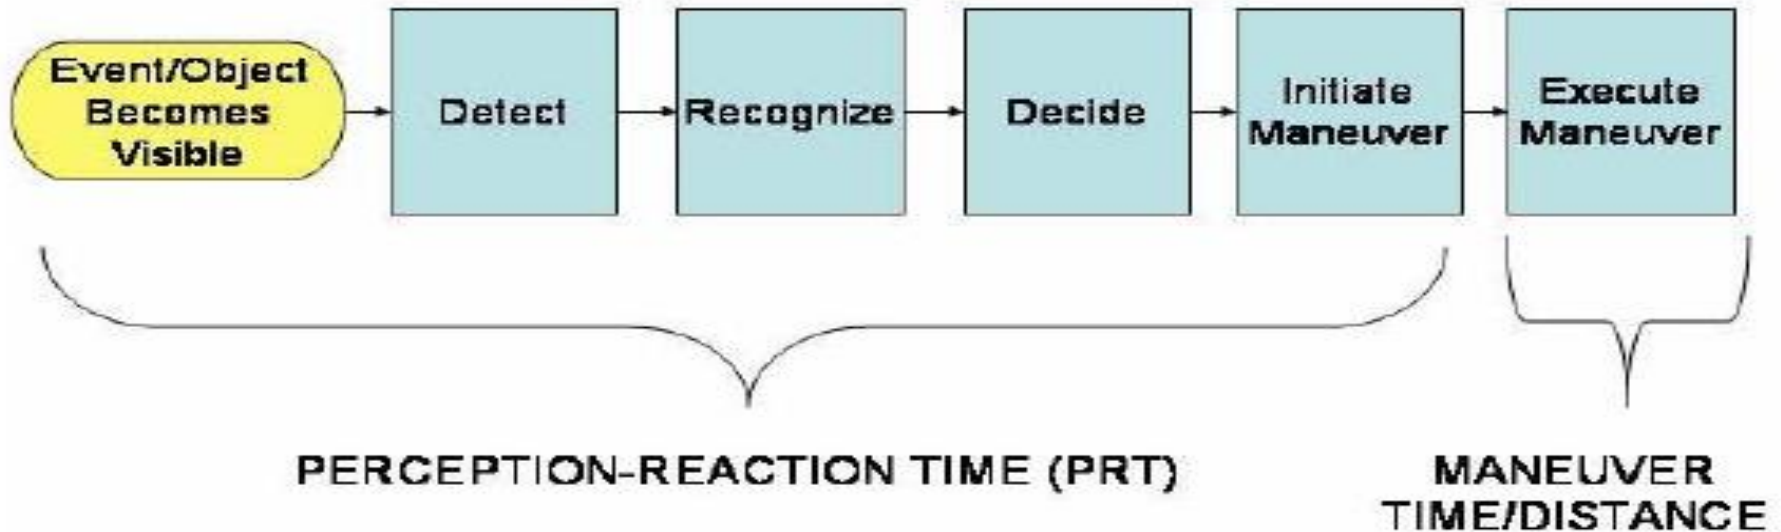 Event/Object
Becomes
Visible
Detect
Recognize
Decide
Initiate
Maneuver
Execute
Maneuver
PERCEPTION-REACTION TIME (PRT)
MANEUVER
TIME/DISTANCE